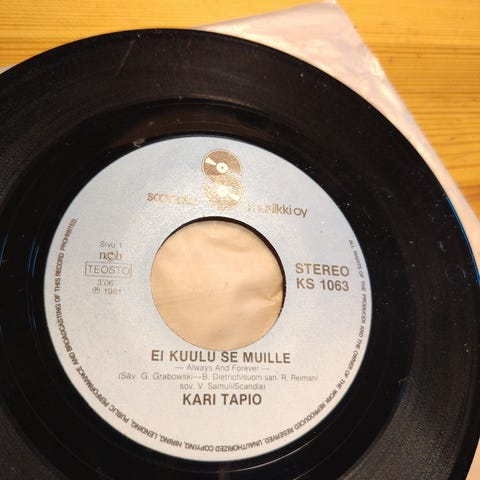 musiikki oy
Sivu 1
ncb
TEOSTO
3'06
℗ 1981
STEREO
KS 1063
EI KUULU SE MUILLE
— Always And Forever —
(Säv. G. Grabowski—B. Dietrich/suom san. R. Reiman/
sov. V. Samuli/Scandia)
KARI TAPIO
ALL RIGHTS OF THE PRODUCER AND THE OWNER OF THE WORK REPRODUCED RESERVED. UNAUTHORIZED COPYING, HIRING, LENDING, PUBLIC PERFORMANCE AND BROADCASTING OF THIS RECORD PROHIBITED.